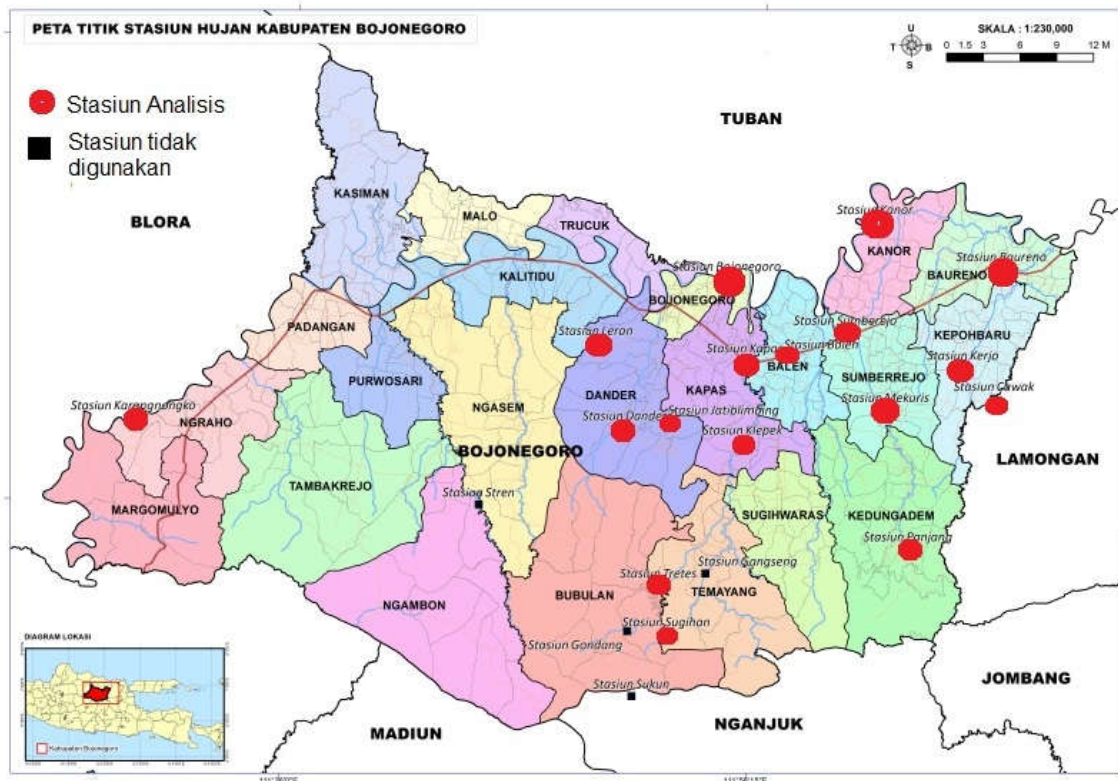 PETA TITIK STASIUN HUJAN KABUPATEN BOJONEGORO
U
T B
S
SKALA : 1:230,000
0 1.5 3 6 9 12 M
Stasiun Analisis
Stasiun tidak
digunakan
TUBAN
BLORA
KASIMAN
MALO
TRUCUK
Stasiun Kanor
KANOR
Stasiun Baureno
BAURENO
KALITIDU
Stasiun Bojonegoro
BOJONEGORO
PADANGAN
Stasiun Leran
Stasiun Sumberejo
KEPOHBARU
Stasiun Kapas
Stasiun Balen
BALEN
Stasiun Kerjo
PURWOSARI
SUMBERREJO
Stasiun Cawak
NGASEM
DANDER
KAPAS
Stasiun Mekuris
Stasiun Karangnongko
NGRAHO
Stasiun Dander
Stasiun Jatiblimbing
Stasiun Klepek
BOJONEGORO
LAMONGAN
TAMBAKREJO
Stasiun Stren
MARGOMULYO
SUGIHWARAS
KEDUNGADEM
Stasiun Panjang
Stasiun Gangseng
Stasiun Tretes
TEMAYANG
BUBULAN
NGAMBON
Stasiun Sugihan
Stasiun Gondang
DIAGRAM LOKASI
Stasiun Sukun
JOMBANG
NGANJUK
MADIUN
Kabupaten Bojonegoro